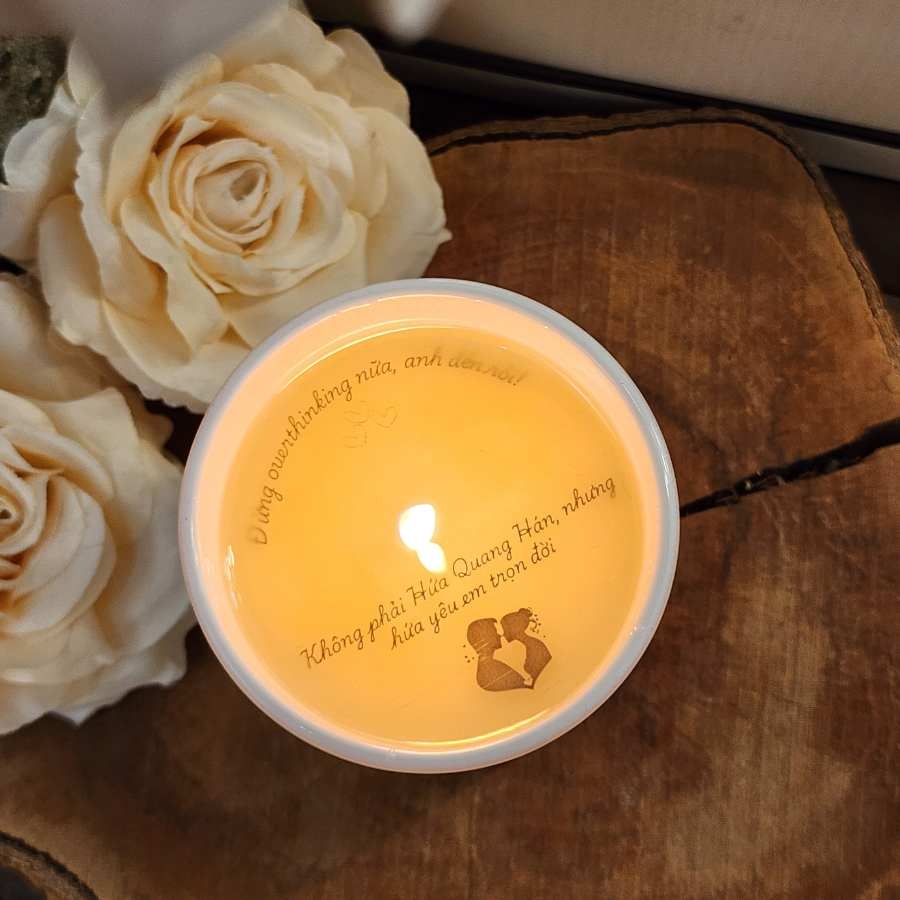 Đừng overthinking nữa, anh đến rồi!
Không phải Hứa Quang Hán, nhưng
hứa yêu em trọn đời